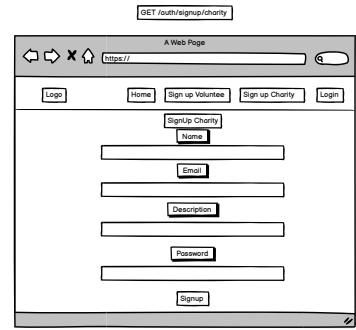 GET /auth/signup/charity
A Web Page
https://
Logo Home Sign up Voluntee Sign up Charity Login
SignUp Charity
Name
Email
Description
Password
Signup